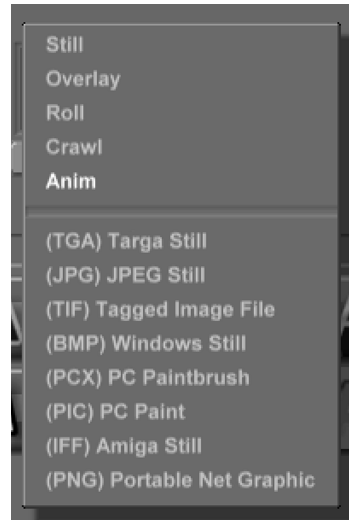 Still
Overlay
Roll
Crawl
Anim
(TGA) Targa Still
(JPG) JPEG Still
(TIF) Tagged Image File
(BMP) Windows Still
(PCX) PC Paintbrush
(PIC) PC Paint
(IFF) Amiga Still
(PNG) Portable Net Graphic